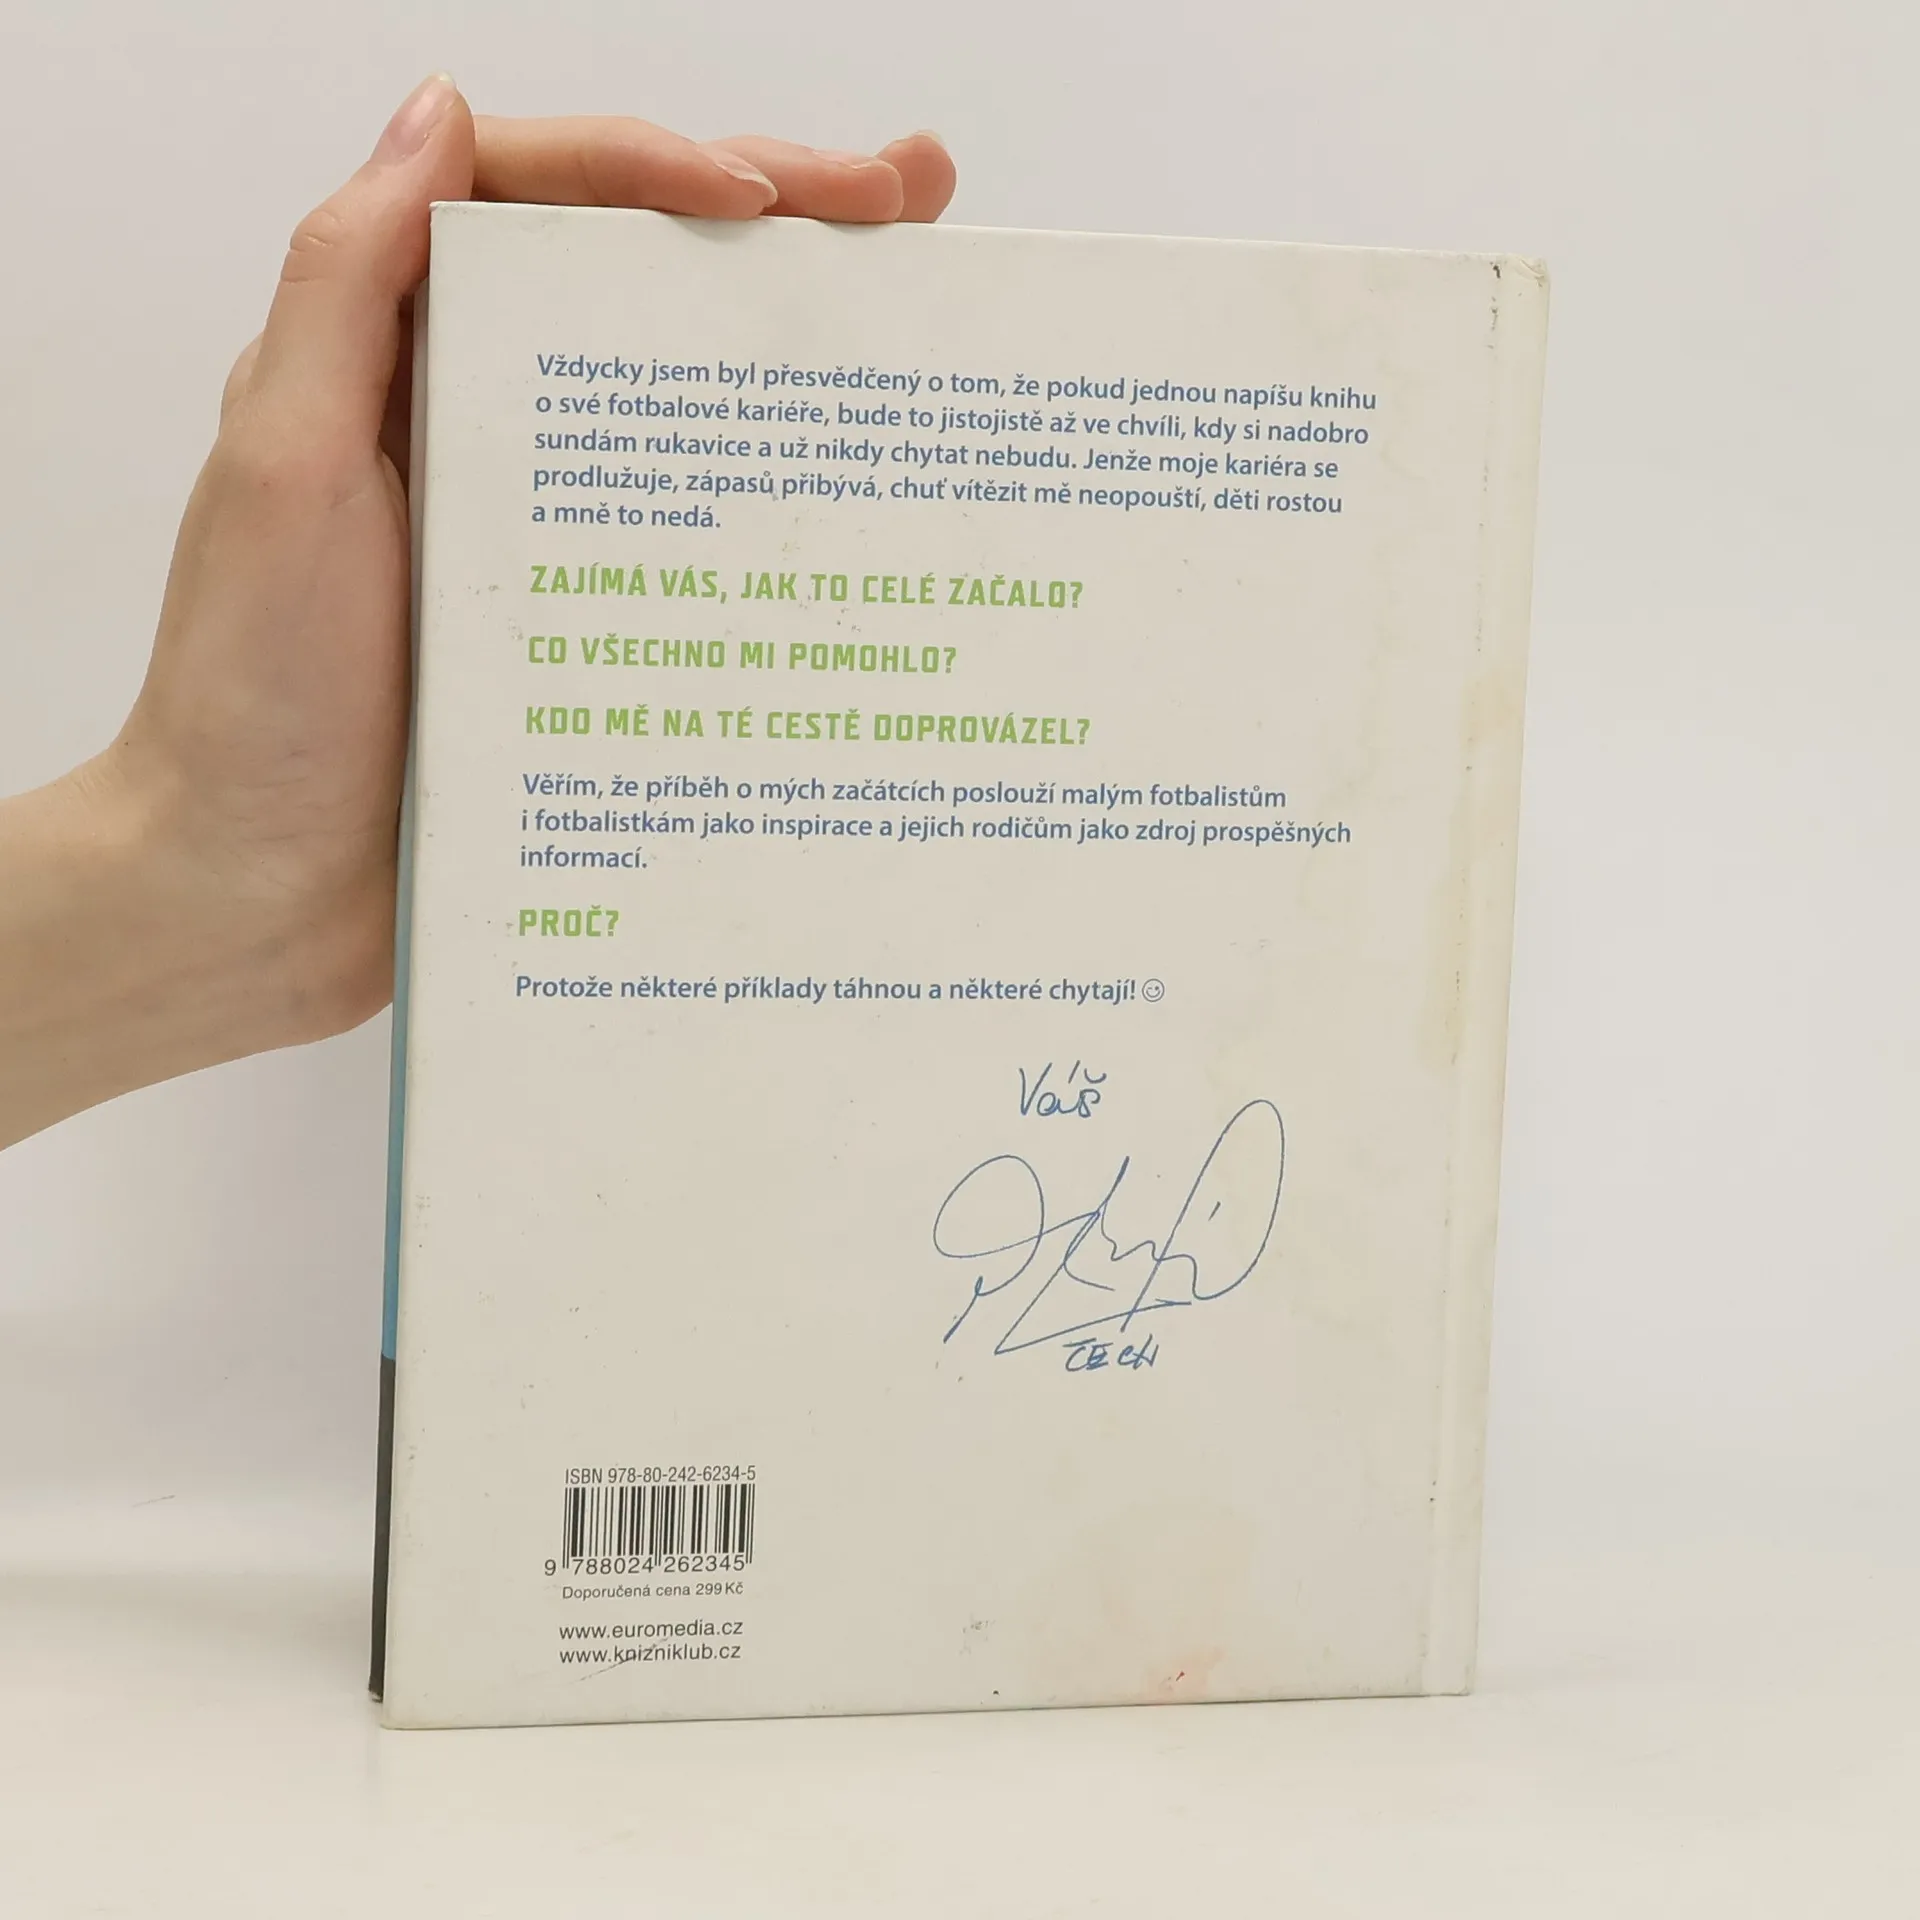 Vždycky jsem byl přesvědčený o tom, že pokud jednou napíšu knihu
o své fotbalové kariéře, bude to jistojistě až ve chvíli, kdy si nadobro
sundám rukavice a už nikdy chytat nebudu. Jenže moje kariéra se
prodlužuje, zápasů přibývá, chuť vítězit mě neopouští, děti rostou
a mně to nedá.
ZAJÍMÁ VÁS, JAK TO CELÉ ZAČALO?
CO VŠECHNO MI POMOHLO?
KDO MĚ NA TÉ CESTĚ DOPROVÁZEL?
Věřím, že příběh o mých začátcích poslouží malým fotbalistům
i fotbalistkám jako inspirace a jejich rodičům jako zdroj prospěšných
informací.
PROČ?
Protože některé příklady táhnou a některé chytají! ☺
Váš
ČECH
ISBN 978-80-242-6234-5
9 788024 262345
Doporučená cena 299 Kč
www.euromedia.cz
www.knizniklub.cz